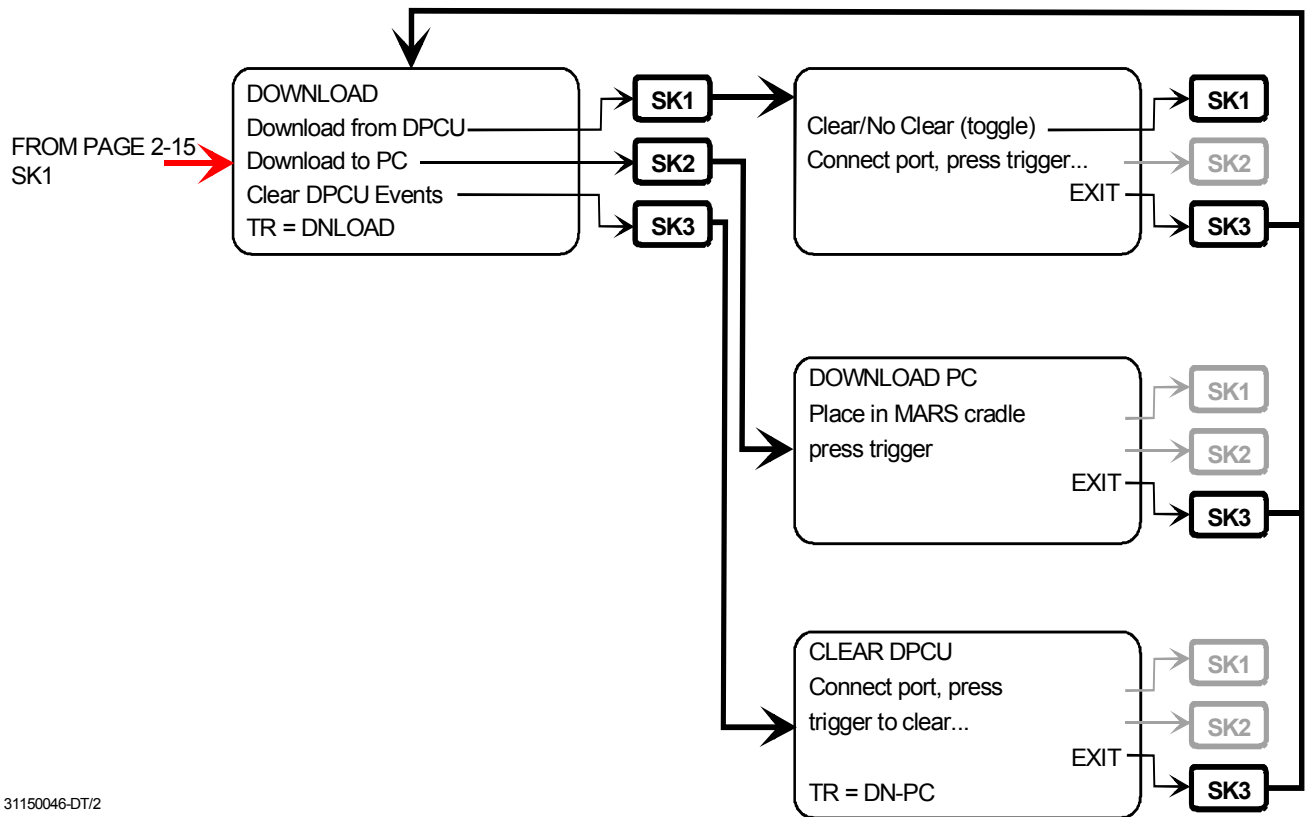 FROM PAGE 2-15
SK1
DOWNLOAD
Download from DPCU
Download to PC
Clear DPCU Events
TR = DNLOAD
SK1
SK2
SK3
Clear/No Clear (toggle)
Connect port, press trigger...
EXIT
SK1
SK2
SK3
DOWNLOAD PC
Place in MARS cradle
press trigger
EXIT
SK1
SK2
SK3
CLEAR DPCU
Connect port, press
trigger to clear...
EXIT
TR = DN-PC
SK1
SK2
SK3
31150046-DT/2